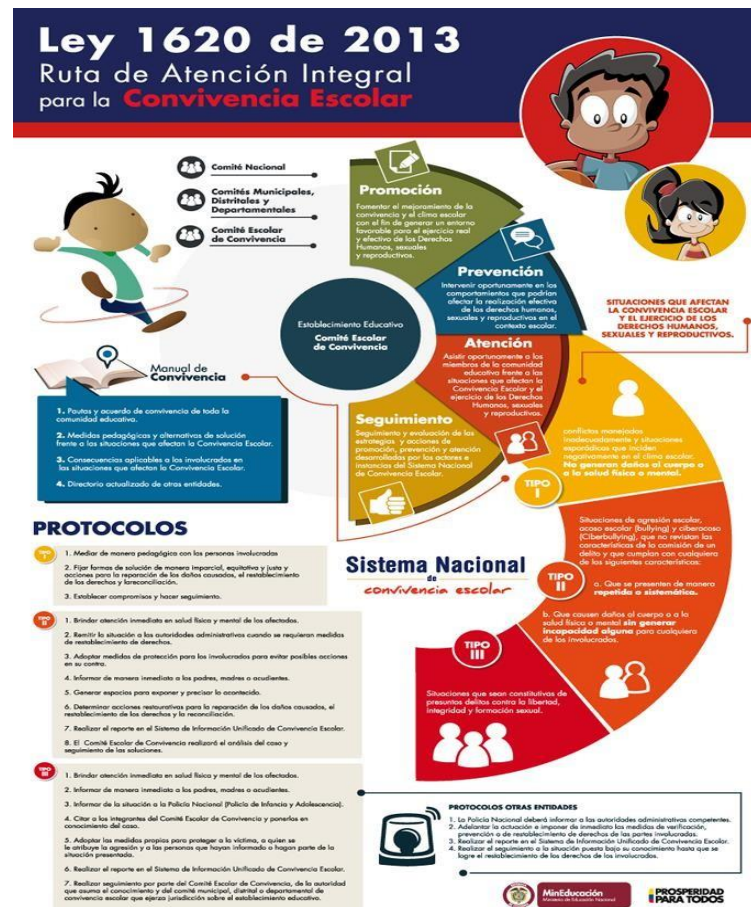 Ley 1620 de 2013
Ruta de Atención Integral
para la Convivencia Escolar
Comité Nacional
Comités Municipales,
Distritales y
Departamentales
Comité Escolar
de Convivencia
Promoción
Fomentar el mejoramiento de la
convivencia y el clima escolar
con el fin de generar un entorno
favorable para el ejercicio real
y efectivo de los Derechos
Humanos, sexuales
y reproductivos.
Prevención
Intervenir oportunamente en los
comportamientos que podrían
afectar la realización efectiva
de los derechos humanos,
sexuales y reproductivos en el
contexto escolar.
Establecimiento Educativo
Comité Escolar
de Convivencia
Atención
Asistir oportunamente a los
miembros de la comunidad
educativa frente a las
situaciones que afectan la
Convivencia Escolar y el
ejercicio de los Derechos
Humanos, sexuales
y reproductivos.
Seguimiento
Seguimiento y evaluación de las
estrategias y acciones de
promoción, prevención y atención
desarrolladas por los actores e
instancias del Sistema Nacional
de Convivencia Escolar.
SITUACIONES QUE AFECTAN
LA CONVIVENCIA ESCOLAR
Y EL EJERCICIO DE LOS
DERECHOS HUMANOS,
SEXUALES Y REPRODUCTIVOS.
Manual de
Convivencia
1. Pautas y acuerdo de convivencia de toda la
comunidad educativa.
2. Medidas pedagógicas y alternativas de solución
frente a las situaciones que afectan la Convivencia Escolar.
3. Consecuencias aplicables a los involucrados en
las situaciones que afectan la Convivencia Escolar.
4. Directorio actualizado de otras entidades.
TIPO
I
conflictos manejados
inadecuadamente y situaciones
esporádicas que inciden
negativamente en el clima escolar.
No generan daños al cuerpo o
a la salud física o mental.
TIPO
II
Situaciones de agresión escolar,
acoso escolar (bullying) y ciberacoso
(Ciberbullying), que no revistan las
características de la comisión de un
delito y que cumplan con cualquiera
de las siguientes características:
a. Que se presenten de manera
repetida o sistemática.
b. Que causen daños al cuerpo o a la
salud física o mental sin generar
incapacidad alguna para cualquiera
de los involucrados.
TIPO
III
Situaciones que sean constitutivas de
presuntos delitos contra la libertad,
integridad y formación sexual.
Sistema Nacional
de
convivencia escolar
PROTOCOLOS
TIPO
I
1. Mediar de manera pedagógica con las personas involucradas
2. Fijar formas de solución de manera imparcial, equitativa y justa y
acciones para la reparación de los daños causados, el restablecimiento
de los derechos y la reconciliación.
3. Establecer compromisos y hacer seguimiento.
TIPO
II
1. Brindar atención inmediata en salud física y mental de los afectados.
2. Remitir la situación a las autoridades administrativas cuando se requieran medidas
de restablecimiento de derechos.
3. Adoptar medidas de protección para los involucrados para evitar posibles acciones
en su contra.
4. Informar de manera inmediata a los padres, madres o acudientes.
5. Generar espacios para exponer y precisar lo acontecido.
6. Determinar acciones restaurativas para la reparación de los daños causados, el
restablecimiento de los derechos y la reconciliación.
7. Realizar el reporte en el Sistema de Información Unificado de Convivencia Escolar.
8. El Comité Escolar de Convivencia realizará el análisis del caso y
seguimiento de las soluciones.
TIPO
III
1. Brindar atención inmediata en salud física y mental de los afectados.
2. Informar de manera inmediata a los padres, madres o acudientes.
3. Informar de la situación a la Policía Nacional (Policía de Infancia y Adolescencia).
4. Citar a los integrantes del Comité Escolar de Convivencia y ponerlos en
conocimiento del caso.
5. Adoptar las medidas propias para proteger a la víctima, a quien se
le atribuye la agresión y a las personas que hayan informado o hagan parte de la
situación presentada.
6. Realizar el reporte en el Sistema de Información Unificado de Convivencia Escolar.
7. Realizar seguimiento por parte del Comité Escolar de Convivencia, de la autoridad
que asuma el conocimiento y del comité municipal, distrital o departamental de
convivencia escolar que ejerza jurisdicción sobre el establecimiento educativo.
PROTOCOLOS OTRAS ENTIDADES
1. La Policía Nacional deberá informar a las autoridades administrativas competentes.
2. Adelantar la actuación e imponer de inmediato las medidas de verificación,
prevención o de restablecimiento de derechos de las partes involucradas.
3. Realizar el reporte en el Sistema de Información Unificado de Convivencia Escolar.
4. Realizar el seguimiento a la situación puesta bajo su conocimiento hasta que se
logre el restablecimiento de los derechos de los involucrados.
MinEducación
Ministerio de Educación Nacional
PROSPERIDAD
PARA TODOS